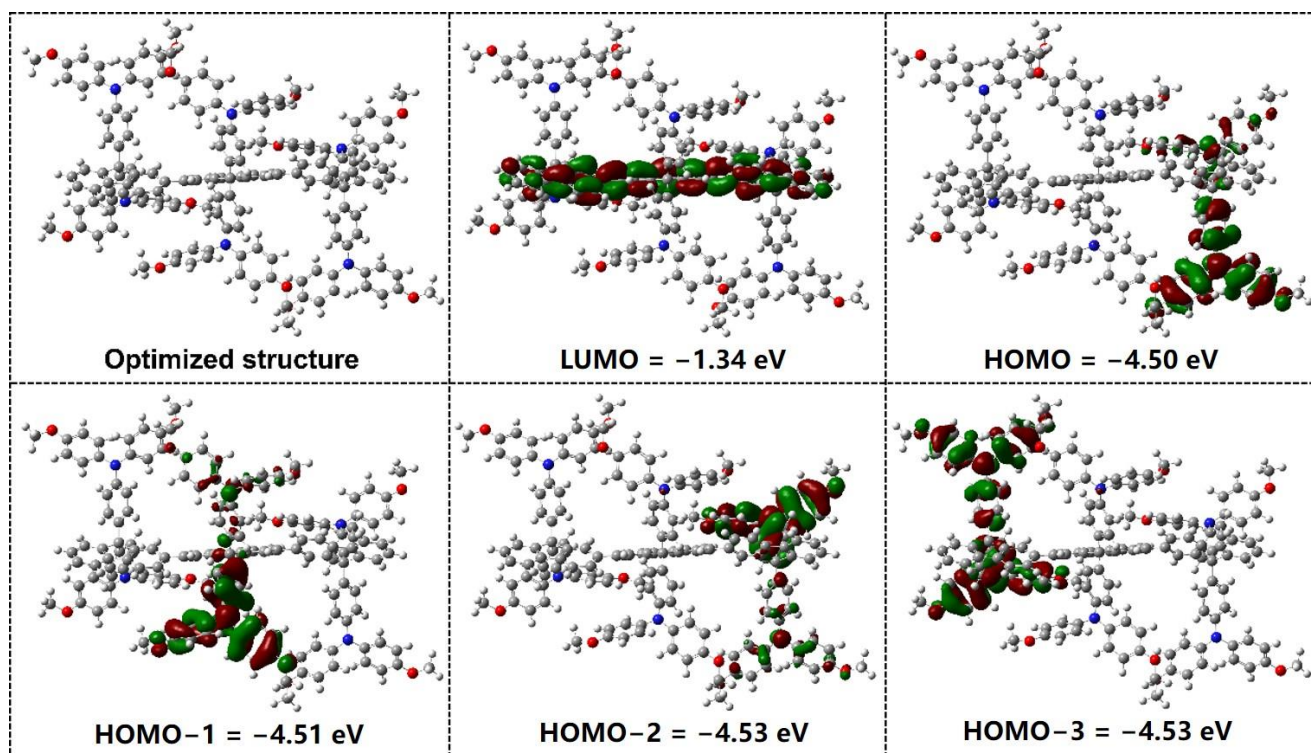 Optimized structure
LUMO = −1.34 eV
HOMO = −4.50 eV
HOMO−1 = −4.51 eV
HOMO−2 = −4.53 eV
HOMO−3 = −4.53 eV